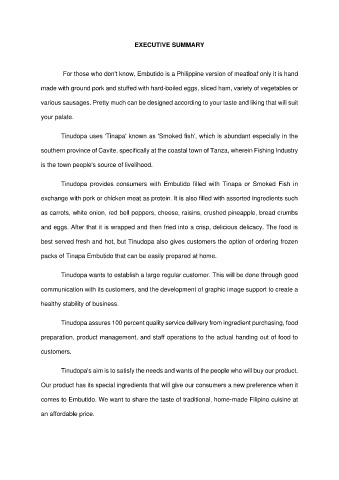 EXECUTIVE SUMMARY
For those who don't know, Embutido is a Philippine version of meatloaf only it is hand
made with ground pork and stuffed with hard-boiled eggs, sliced ham, variety of vegetables or
various sausages. Pretty much can be designed according to your taste and liking that will suit
your palate.
Tinudopa uses 'Tinapa' known as 'Smoked fish', which is abundant especially in the
southern province of Cavite, specifically at the coastal town of Tanza, wherein Fishing Industry
is the town people's source of livelihood.
Tinudopa provides consumers with Embutido filled with Tinapa or Smoked Fish in
exchange with pork or chicken meat as protein. It is also filled with assorted ingredients such
as carrots, white onion, red bell peppers, cheese, raisins, crushed pineapple, bread crumbs
and eggs. After that it is wrapped and then fried into a crisp, delicious delicacy. The food is
best served fresh and hot, but Tinudopa also gives customers the option of ordering frozen
packs of Tinapa Embutido that can be easily prepared at home.
Tinudopa wants to establish a large regular customer. This will be done through good
communication with its customers, and the development of graphic image support to create a
healthy stability of business.
Tinudopa assures 100 percent quality service delivery from ingredient purchasing, food
preparation, product management, and staff operations to the actual handing out of food to
customers.
Tinudopa's aim is to satisfy the needs and wants of the people who will buy our product.
Our product has its special ingredients that will give our consumers a new preference when it
comes to Embutido. We want to share the taste of traditional, home-made Filipino cuisine at
an affordable price.